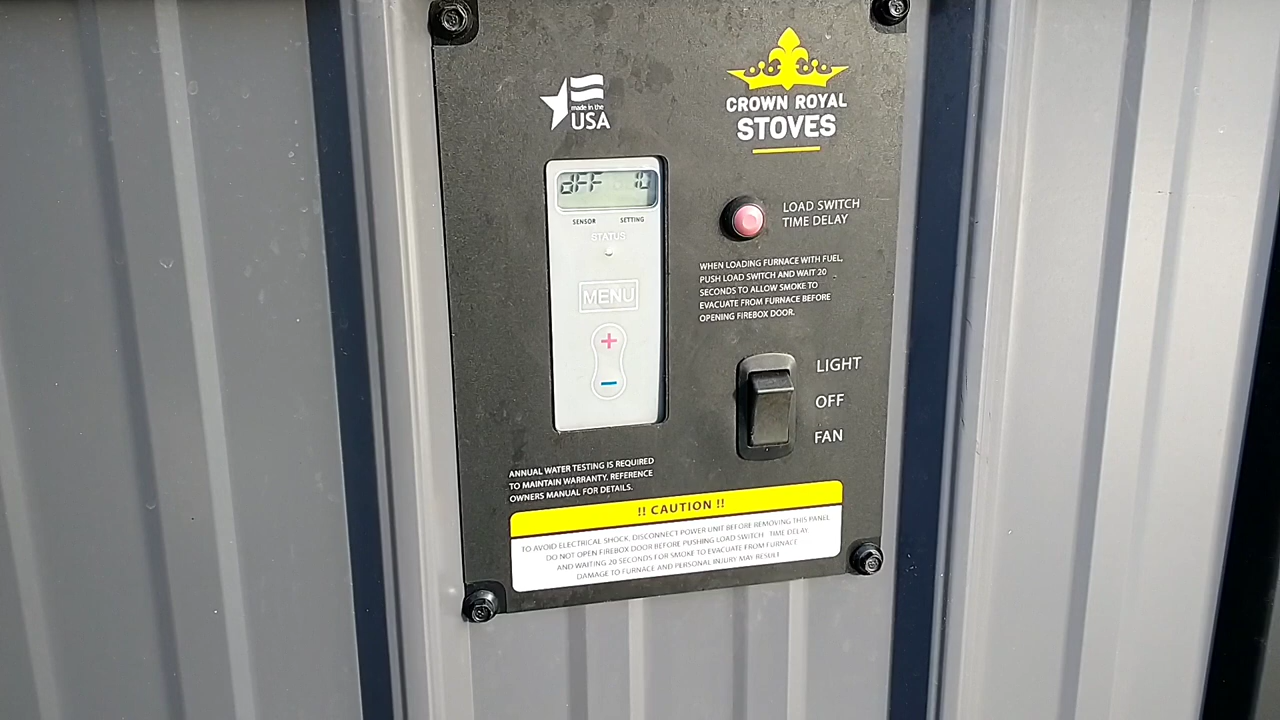 made in the
USA
CROWN ROYAL
STOVES
dFF 10
SENSOR SETTING
STATUS
MENU
+
−
LOAD SWITCH
TIME DELAY
WHEN LOADING FURNACE WITH FUEL,
PUSH LOAD SWITCH AND WAIT 20
SECONDS TO ALLOW SMOKE TO
EVACUATE FROM FURNACE BEFORE
OPENING FIREBOX DOOR.
LIGHT
OFF
FAN
ANNUAL WATER TESTING IS REQUIRED
TO MAINTAIN WARRANTY. REFERENCE
OWNERS MANUAL FOR DETAILS.
!! CAUTION !!
TO AVOID ELECTRICAL SHOCK, DISCONNECT POWER UNIT BEFORE REMOVING THIS PANEL
DO NOT OPEN FIREBOX DOOR BEFORE PUSHING LOAD SWITCH TIME DELAY
AND WAITING 20 SECONDS FOR SMOKE TO EVACUATE FROM FURNACE
DAMAGE TO FURNACE AND PERSONAL INJURY MAY RESULT